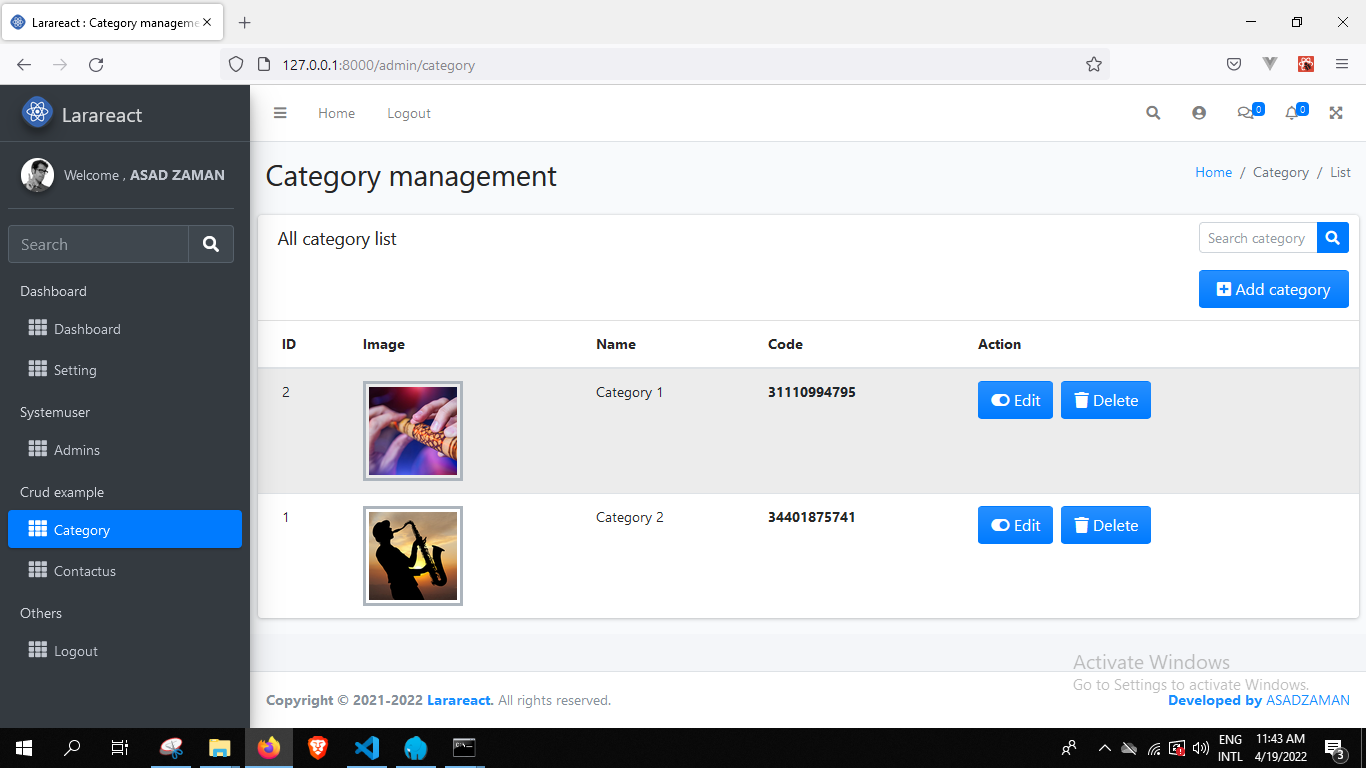 Larareact : Category manageme
127.0.0.1:8000/admin/category
Larareact
Home
Logout
0
0
Welcome , ASAD ZAMAN
Search
Dashboard
Dashboard
Setting
Systemuser
Admins
Crud example
Category
Contactus
Others
Logout
Category management
Home / Category / List
All category list
Search category
Add category
ID Image Name Code Action
2 Category 1 31110994795 Edit Delete
1 Category 2 34401875741 Edit Delete
Activate Windows
Go to Settings to activate Windows.
Copyright © 2021-2022 Larareact. All rights reserved.
Developed by ASADZAMAN
ENG
INTL
11:43 AM
4/19/2022
3